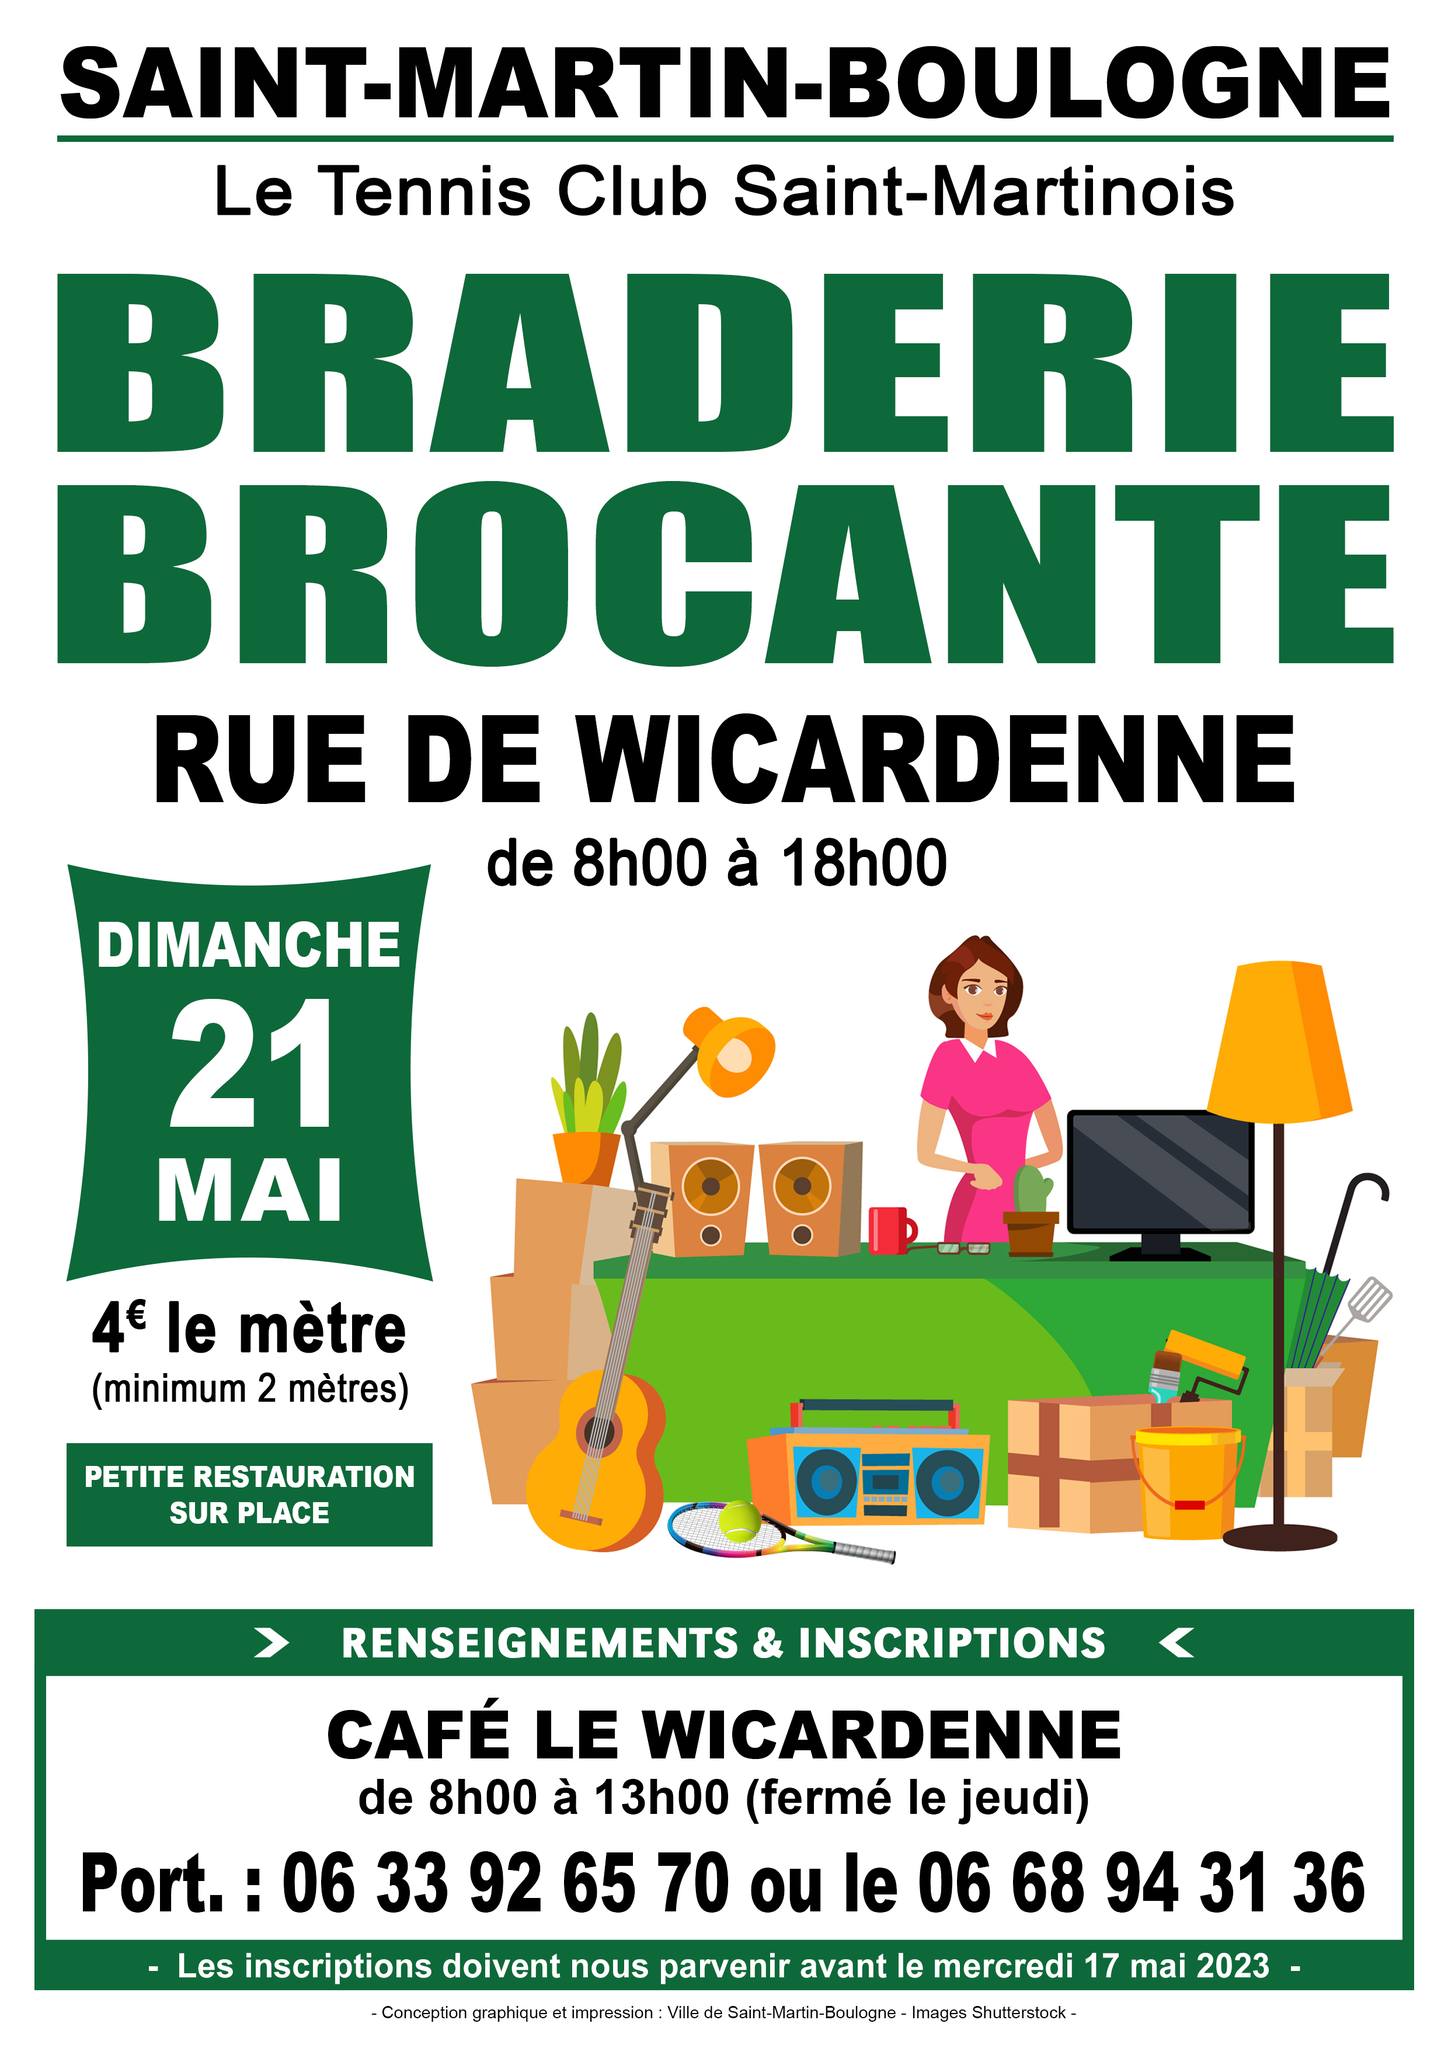 SAINT-MARTIN-BOULOGNE
Le Tennis Club Saint-Martinois
BRADERIE
BROCANTE
RUE DE WICARDENNE
de 8h00 à 18h00
DIMANCHE
21
MAI
4€ le mètre
(minimum 2 mètres)
PETITE RESTAURATION
SUR PLACE
RENSEIGNEMENTS & INSCRIPTIONS
CAFÉ LE WICARDENNE
de 8h00 à 13h00 (fermé le jeudi)
Port. : 06 33 92 65 70 ou le 06 68 94 31 36
- Les inscriptions doivent nous parvenir avant le mercredi 17 mai 2023 -
- Conception graphique et impression : Ville de Saint-Martin-Boulogne - Images Shutterstock -